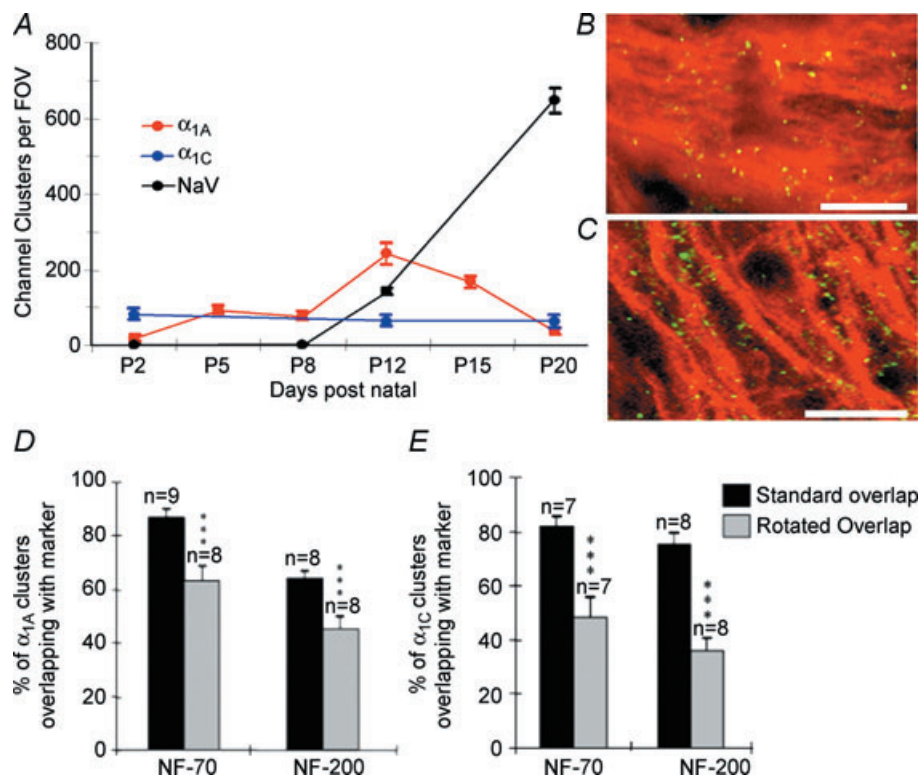 A
Channel Clusters per FOV
800
600
400
200
0
α1A
α1C
NaV
P2 P5 P8 P12 P15 P20
Days post natal
B
C
D
% of α1A clusters
overlapping with marker
100
80
60
40
20
0
n=9
***
n=8
n=8
***
n=8
NF-70 NF-200
E
% of α1C clusters
overlapping with marker
100
80
60
40
20
0
n=7
***
n=7
n=8
***
n=8
NF-70 NF-200
Standard overlap
Rotated Overlap